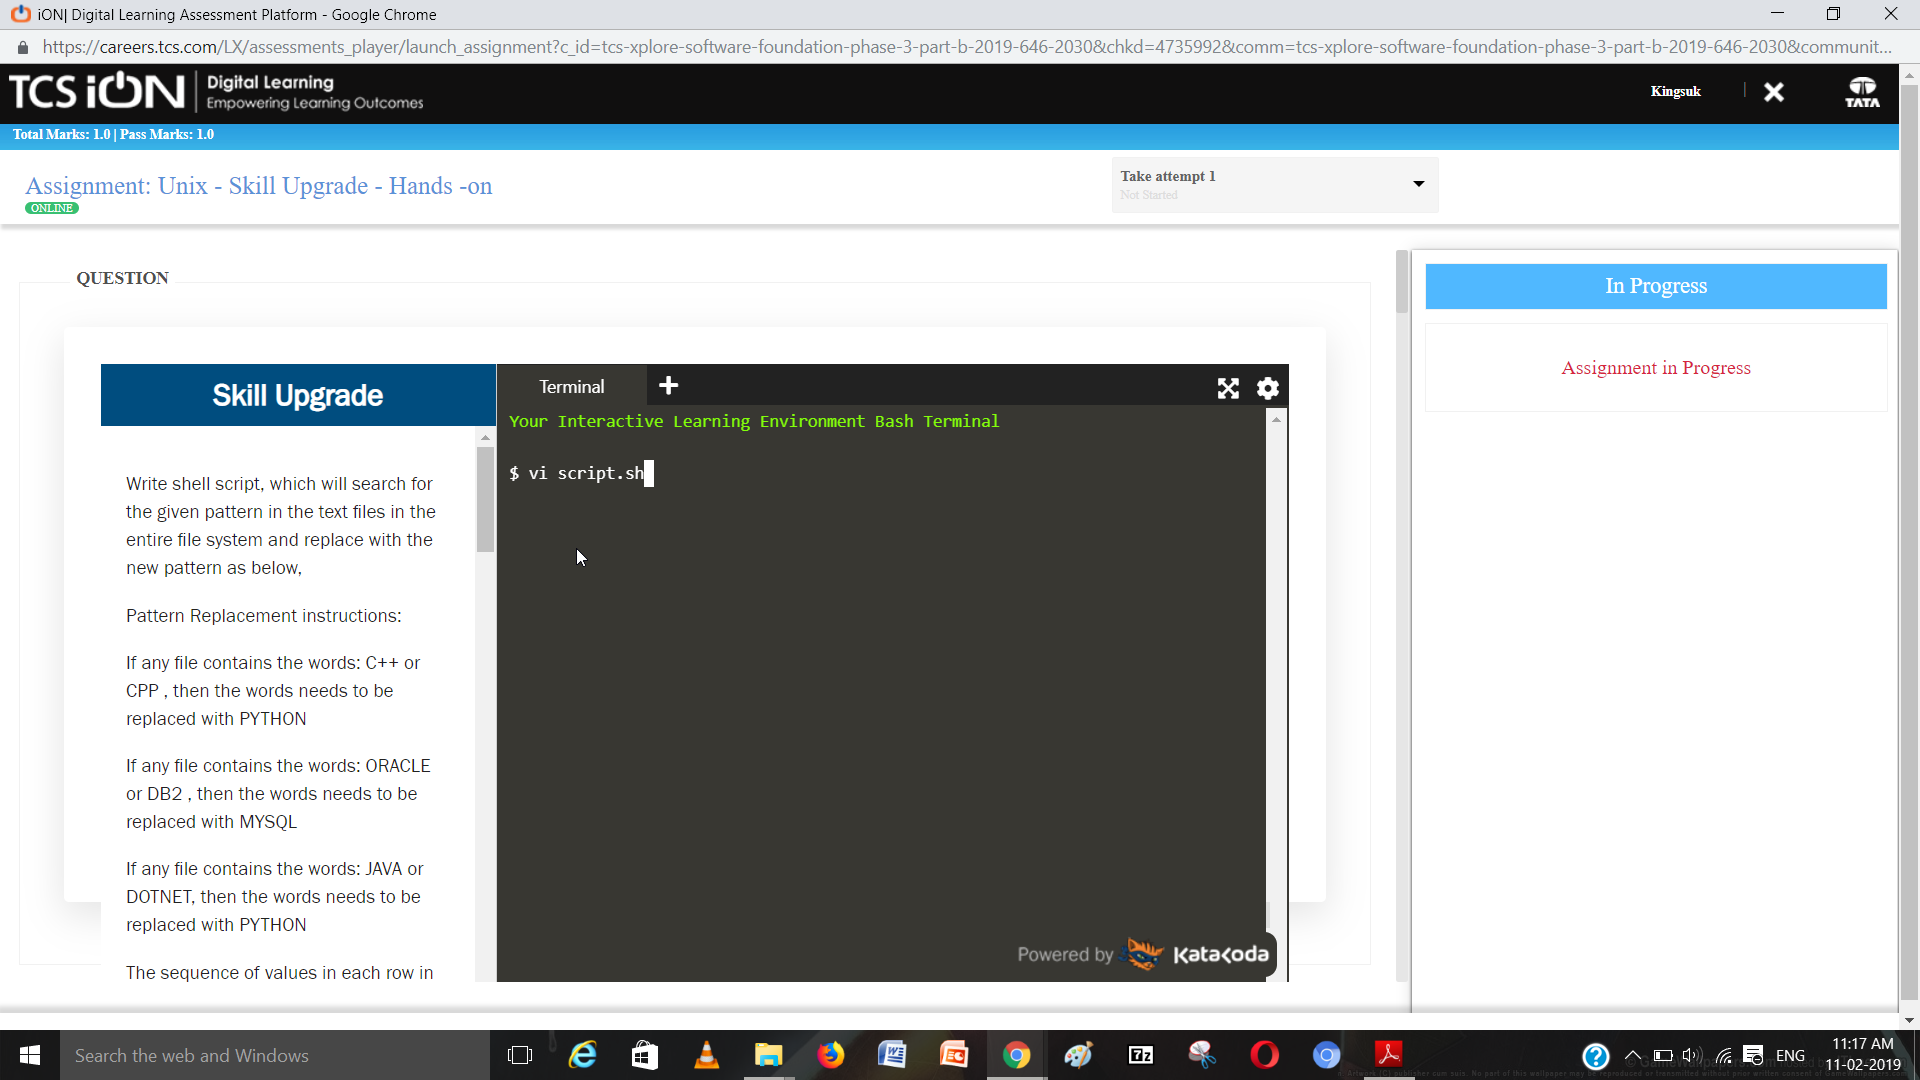 iON| Digital Learning Assessment Platform - Google Chrome
https://careers.tcs.com/LX/assessments_player/launch_assignment?c_id=tcs-xplore-software-foundation-phase-3-part-b-2019-646-2030&chkd=4735992&comm=tcs-xplore-software-foundation-phase-3-part-b-2019-646-2030&communit...
TCS iON
Digital Learning
Empowering Learning Outcomes
Kingsuk
TATA
Total Marks: 1.0 | Pass Marks: 1.0
Assignment: Unix - Skill Upgrade - Hands -on
ONLINE
Take attempt 1
Not Started
QUESTION
In Progress
Assignment in Progress
Skill Upgrade
Write shell script, which will search for
the given pattern in the text files in the
entire file system and replace with the
new pattern as below,
Pattern Replacement instructions:
If any file contains the words: C++ or
CPP , then the words needs to be
replaced with PYTHON
If any file contains the words: ORACLE
or DB2 , then the words needs to be
replaced with MYSQL
If any file contains the words: JAVA or
DOTNET, then the words needs to be
replaced with PYTHON
The sequence of values in each row in
Terminal
Your Interactive Learning Environment Bash Terminal
$ vi script.sh
Powered by Katacoda
Search the web and Windows
7z
ENG
11:17 AM
11-02-2019